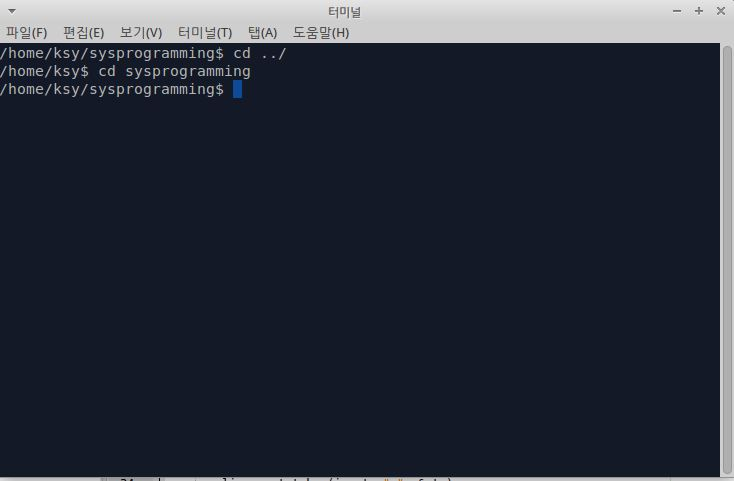 터미널
파일(F) 편집(E) 보기(V) 터미널(T) 탭(A) 도움말(H)
/home/ksy/sysprogramming$ cd ../
/home/ksy$ cd sysprogramming
/home/ksy/sysprogramming$